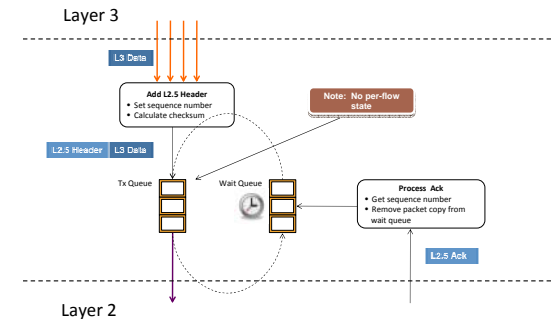 Layer 3
L3 Data
Add L2.5 Header
• Set sequence number
• Calculate checksum
Note: No per-flow
state
L2.5 Header L3 Data
Tx Queue
Wait Queue
Process Ack
• Get sequence number
• Remove packet copy from
wait queue
L2.5 Ack
Layer 2